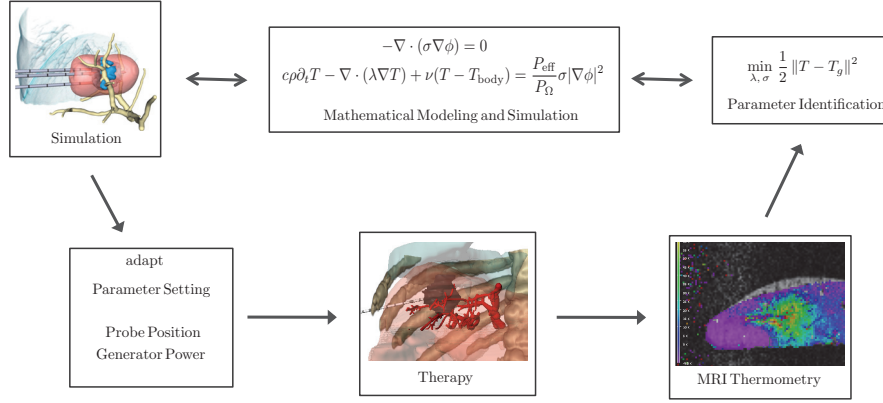 Simulation
−∇ · (σ∇ϕ) = 0
cρ∂ₜT − ∇ · (λ∇T) + ν(T − T_body) = P_eff/P_Ω σ|∇ϕ|²
Mathematical Modeling and Simulation
min_{λ, σ} 1/2 ‖T − T_g‖²
Parameter Identification
adapt
Parameter Setting
Probe Position
Generator Power
Therapy
MRI Thermometry